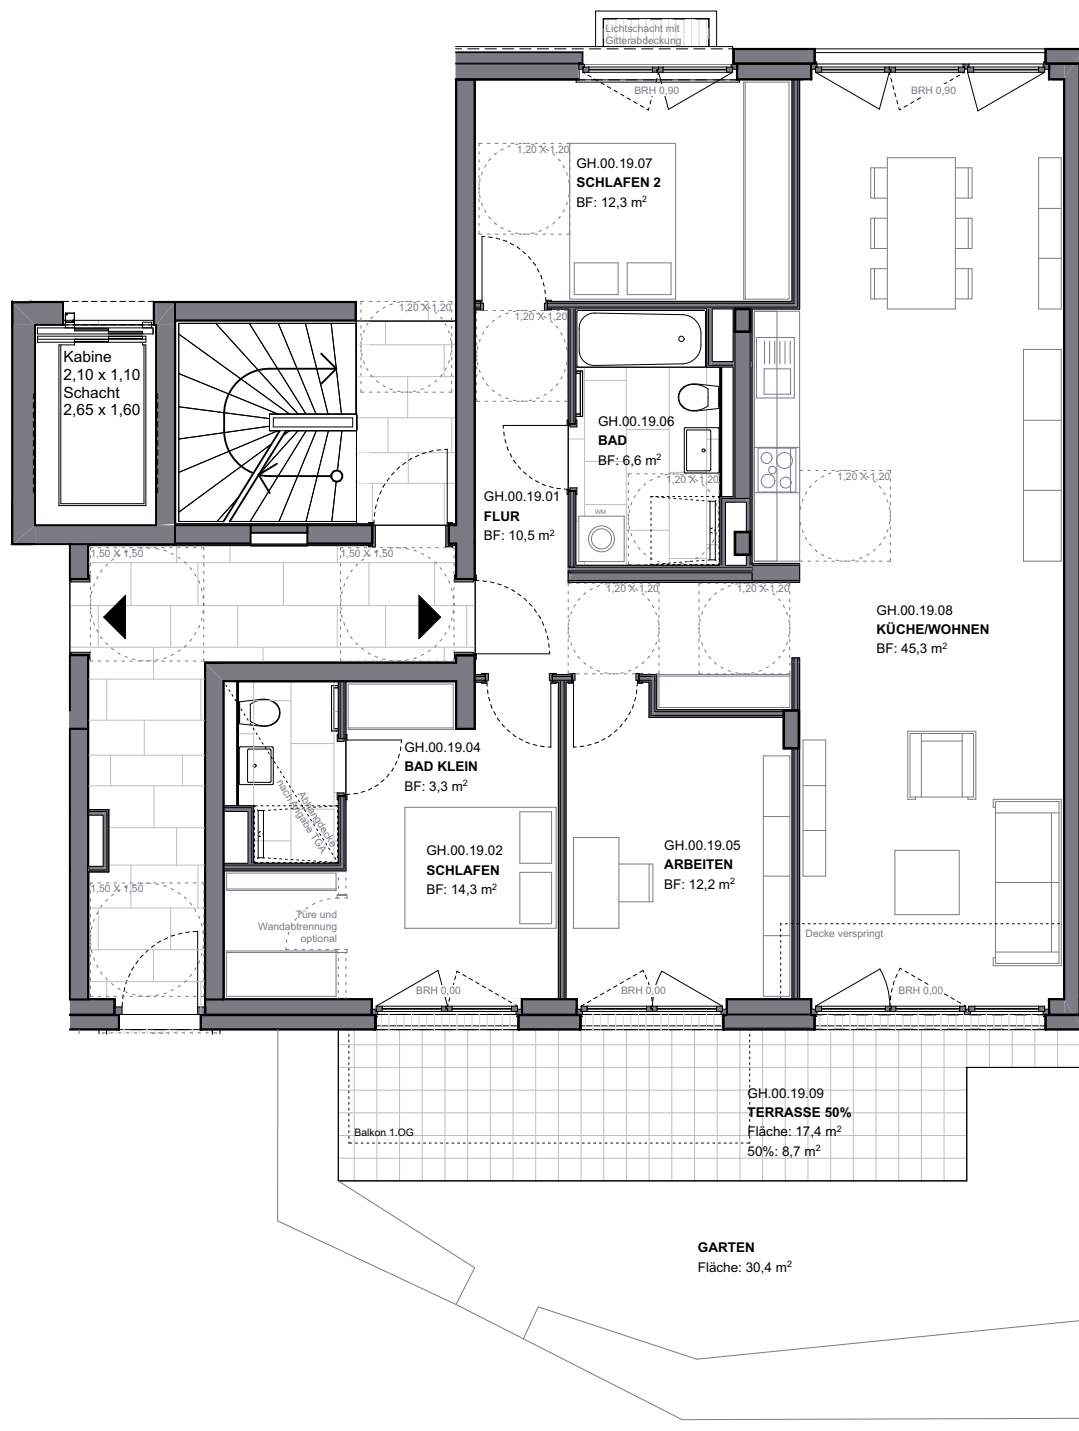 Lichtschacht mit
Gitterabdeckung
BRH 0,90
BRH 0,90
1,20 X 1,20
GH.00.19.07
SCHLAFEN 2
BF: 12,3 m²
1,20 X 1,20
1,20 X 1,20
Kabine
2,10 x 1,10
Schacht
2,65 x 1,60
GH.00.19.06
BAD
BF: 6,6 m²
1,20 X 1,20
1,20 X 1,20
GH.00.19.01
FLUR
BF: 10,5 m²
WM
1,50 X 1,50
1,50 X 1,50
1,20 X 1,20
1,20 X 1,20
GH.00.19.08
KÜCHE/WOHNEN
BF: 45,3 m²
GH.00.19.04
BAD KLEIN
BF: 3,3 m²
Abhangdecke
nach Angabe TGA
GH.00.19.02
SCHLAFEN
BF: 14,3 m²
GH.00.19.05
ARBEITEN
BF: 12,2 m²
1,50 X 1,50
Türe und
Wandabtrennung
optional
Decke verspringt
BRH 0,00
BRH 0,00
BRH 0,00
GH.00.19.09
TERRASSE 50%
Fläche: 17,4 m²
50%: 8,7 m²
Balkon 1.OG
GARTEN
Fläche: 30,4 m²